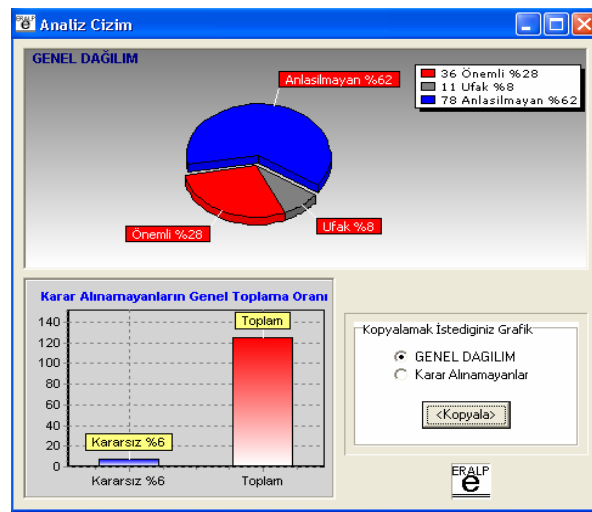 Analiz Cizim
GENEL DAĞILIM
Anlasilmayan %62
36 Önemli %28
11 Ufak %8
78 Anlasilmayan %62
Önemli %28
Ufak %8
Karar Alınamayanların Genel Toplama Oranı
140
120
100
80
60
40
20
0
Toplam
Kararsız %6
Kararsız %6
Toplam
Kopyalamak İstediginiz Grafik
GENEL DAGILIM
Karar Alınamayanlar
<Kopyala>
ERALP
e